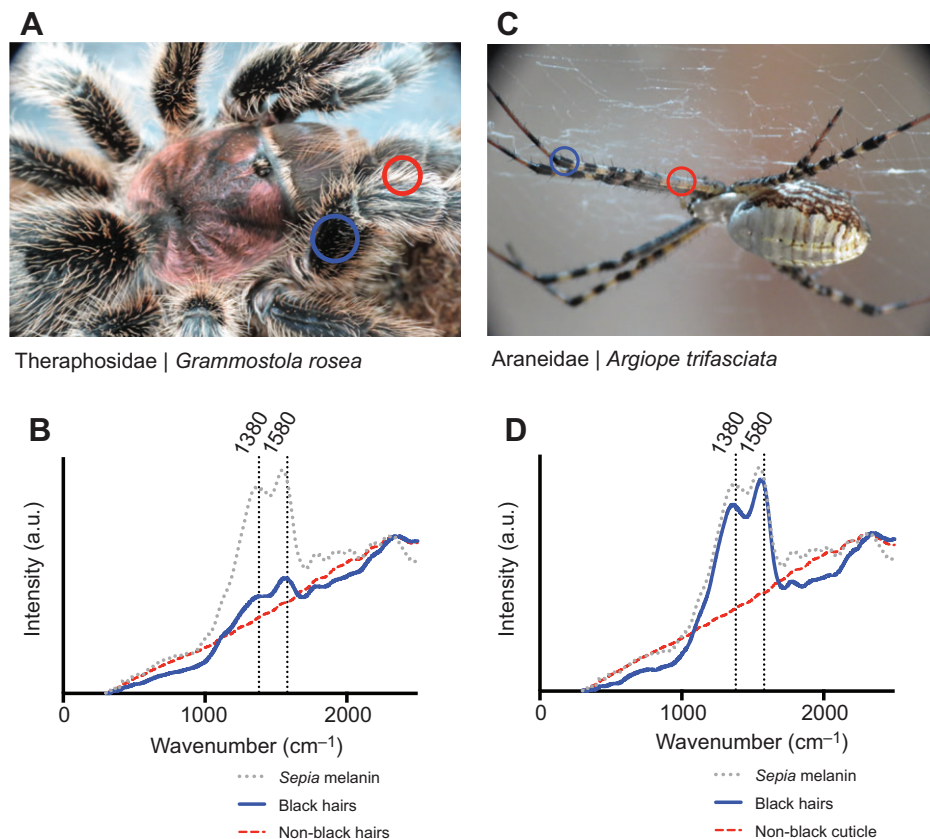 A
Theraphosidae | Grammostola rosea
B
1380
1580
Intensity (a.u.)
0
1000
2000
Wavenumber (cm⁻¹)
Sepia melanin
Black hairs
Non-black hairs
C
Araneidae | Argiope trifasciata
D
1380
1580
Intensity (a.u.)
0
1000
2000
Wavenumber (cm⁻¹)
Sepia melanin
Black hairs
Non-black cuticle